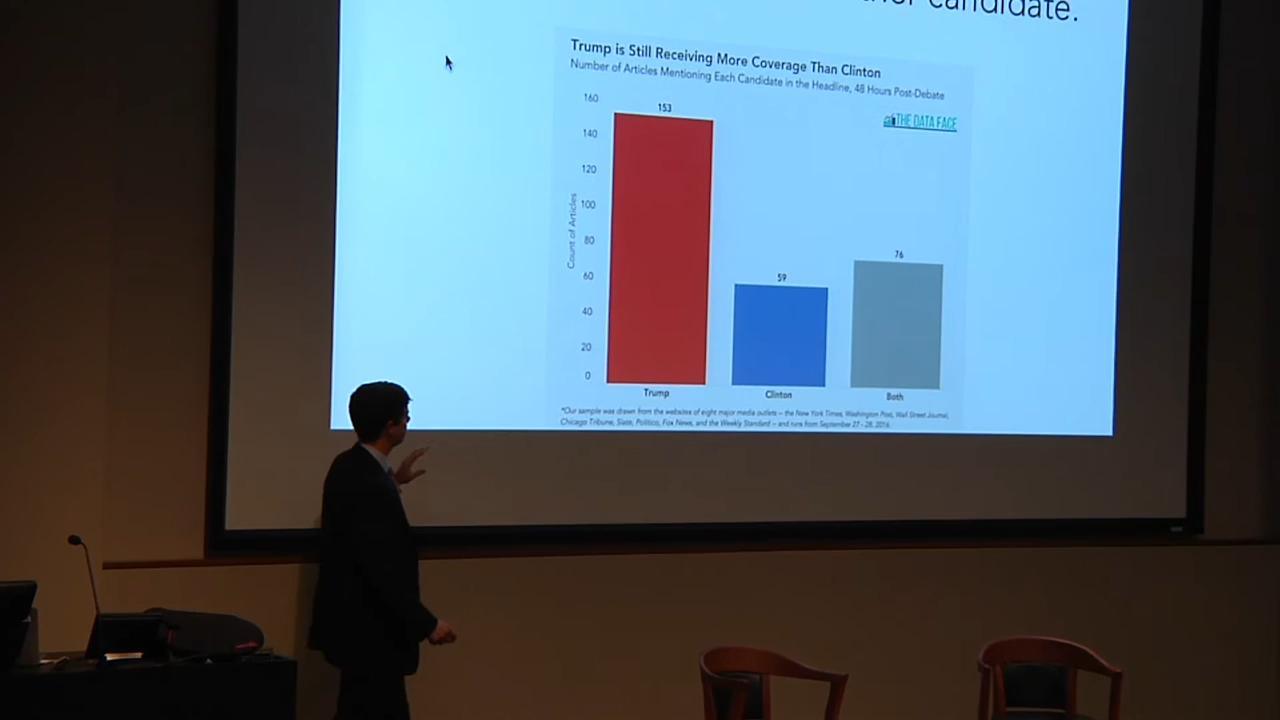 candidate.
Trump is Still Receiving More Coverage Than Clinton
Number of Articles Mentioning Each Candidate in the Headline, 48 Hours Post-Debate
160
153
THE DATA FACE
140
120
100
80
76
60
59
40
20
0
Count of Articles
Trump
Clinton
Both
*Our sample was drawn from the websites of eight major media outlets – the New York Times, Washington Post, Wall Street Journal,
Chicago Tribune, Slate, Politico, Fox News, and the Weekly Standard – and runs from September 27 - 28, 2016.